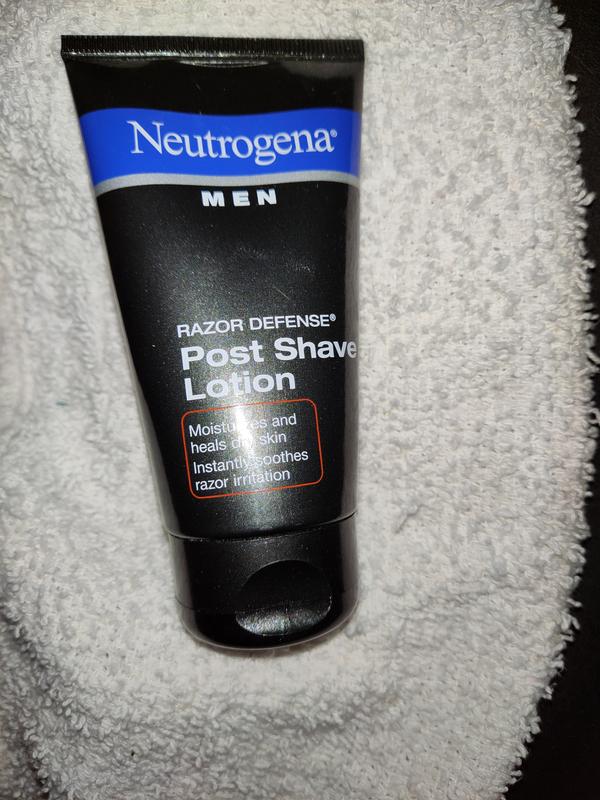 Neutrogena®
MEN
RAZOR DEFENSE®
Post Shave
Lotion
Moisturizes and
heals dry skin
Instantly soothes
razor irritation